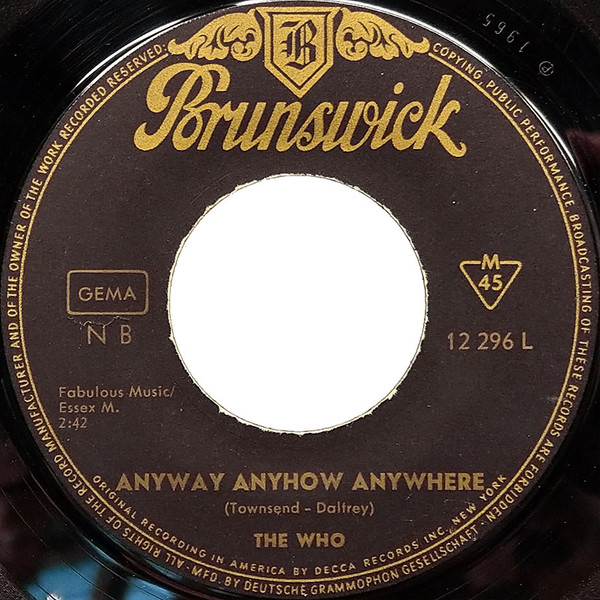 B
Brunswick
℗ 1965
GEMA
N B
M
45
12 296 L
Fabulous Music/
Essex M.
2:42
ANYWAY ANYHOW ANYWHERE
(Townsend - Daltrey)
THE WHO
ORIGINAL RECORDING IN AMERICA BY DECCA RECORDS INC. NEW YORK
ALL RIGHTS OF THE RECORD MANUFACTURER AND OF THE OWNER OF THE WORK RECORDED RESERVED:
COPYING, PUBLIC PERFORMANCE, BROADCASTING OF THESE RECORDS ARE FORBIDDEN ·
MFD. BY DEUTSCHE GRAMMOPHON GESELLSCHAFT ·